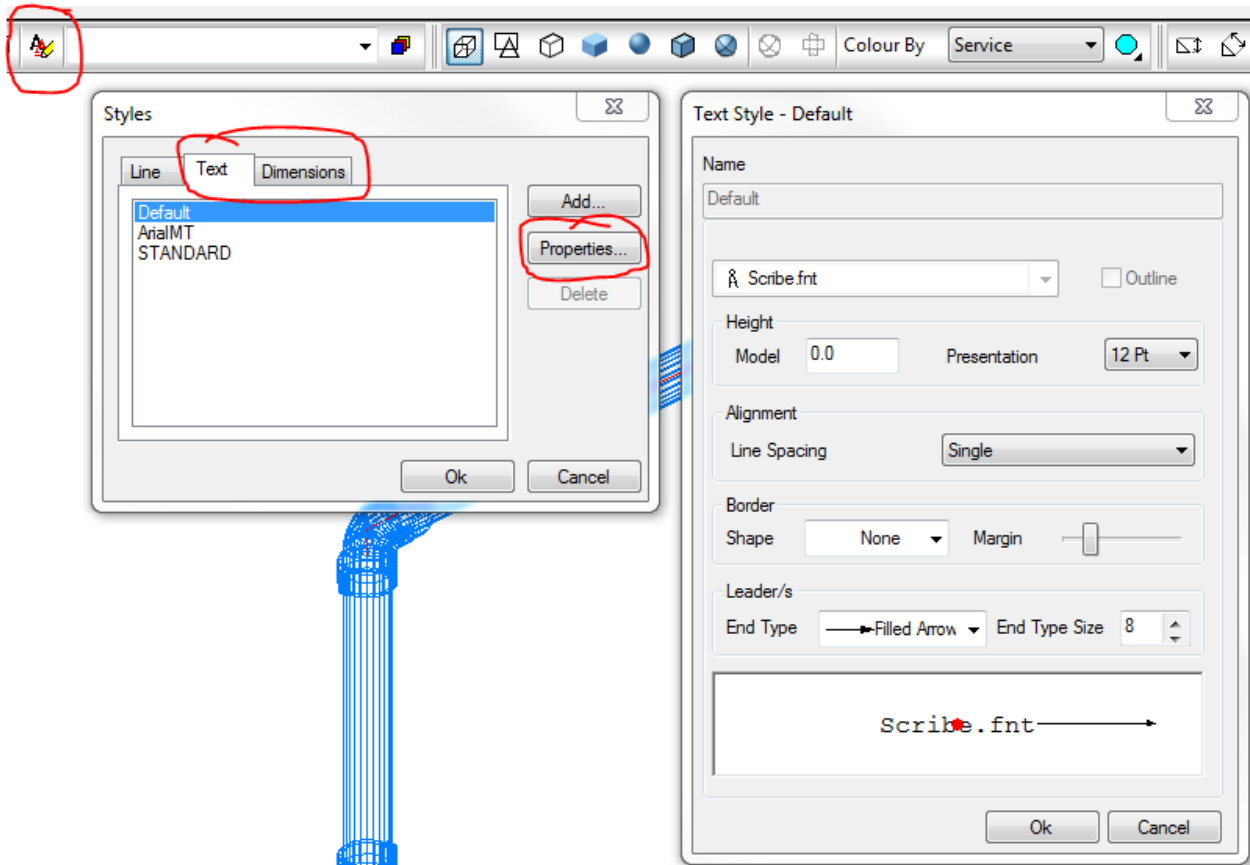 Colour By Service
Styles
Line Text Dimensions
Default
ArialMT
STANDARD
Add...
Properties...
Delete
Ok Cancel
Text Style - Default
Name
Default
Scribe.fnt Outline
Height
Model 0.0 Presentation 12 Pt
Alignment
Line Spacing Single
Border
Shape None Margin
Leader/s
End Type Filled Arrow End Type Size 8
Scribe.fnt
Ok Cancel